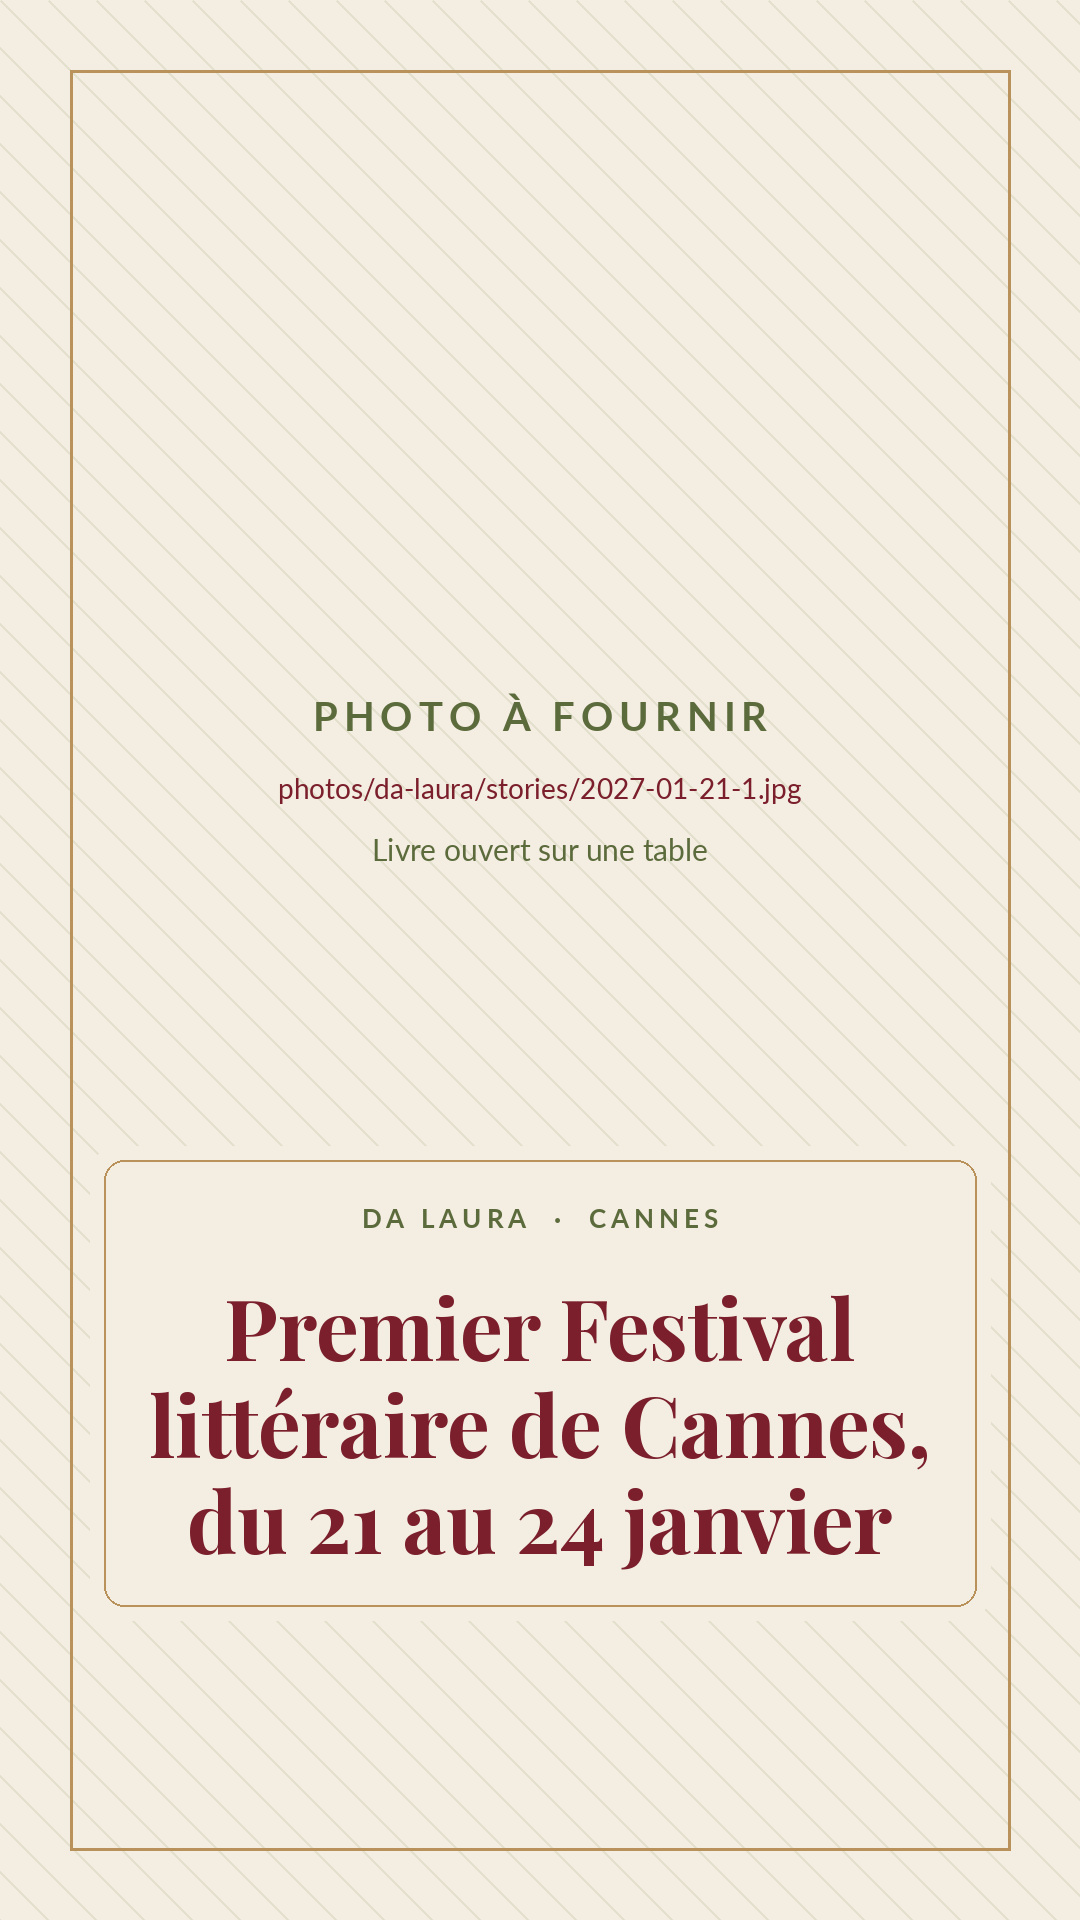 PHOTO À FOURNIR
photos/da-laura/stories/2027-01-21-1.jpg
Livre ouvert sur une table
DA LAURA · CANNES
Premier Festival
littéraire de Cannes,
du 21 au 24 janvier